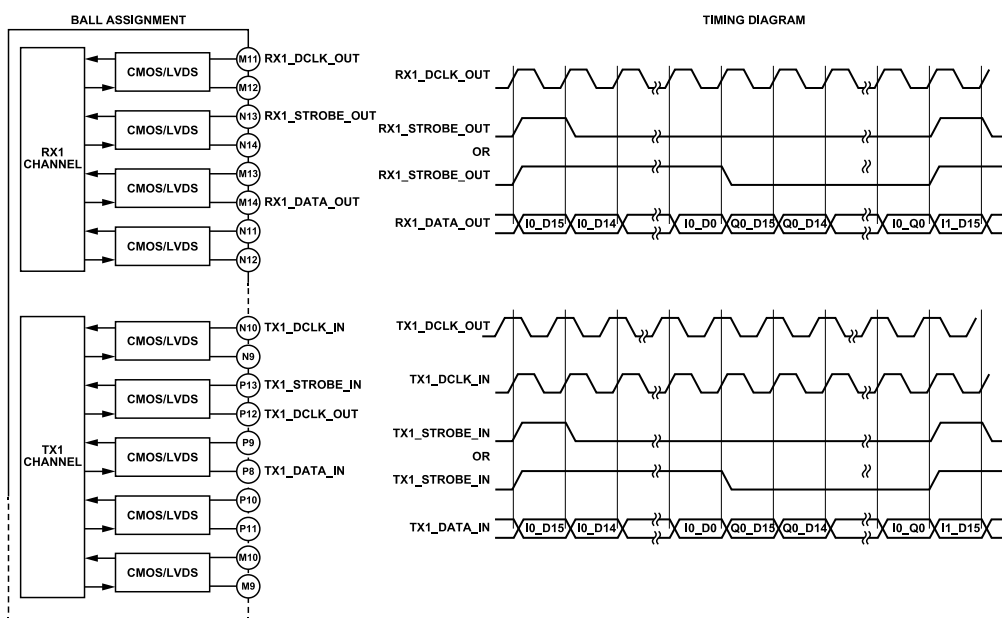 BALL ASSIGNMENT
RX1
CHANNEL
CMOS/LVDS
CMOS/LVDS
CMOS/LVDS
CMOS/LVDS
M11 RX1_DCLK_OUT
M12
N13 RX1_STROBE_OUT
N14
M13
M14 RX1_DATA_OUT
N11
N12
TX1
CHANNEL
CMOS/LVDS
CMOS/LVDS
CMOS/LVDS
CMOS/LVDS
CMOS/LVDS
N10 TX1_DCLK_IN
N9
P13 TX1_STROBE_IN
P12 TX1_DCLK_OUT
P9
P8 TX1_DATA_IN
P10
P11
M10
M9
TIMING DIAGRAM
RX1_DCLK_OUT
RX1_STROBE_OUT
OR
RX1_STROBE_OUT
RX1_DATA_OUT I0_D15 I0_D14 I0_D0 Q0_D15 Q0_D14 I0_Q0 I1_D15
TX1_DCLK_OUT
TX1_DCLK_IN
TX1_STROBE_IN
OR
TX1_STROBE_IN
TX1_DATA_IN I0_D15 I0_D14 I0_D0 Q0_D15 Q0_D14 I0_Q0 I1_D15